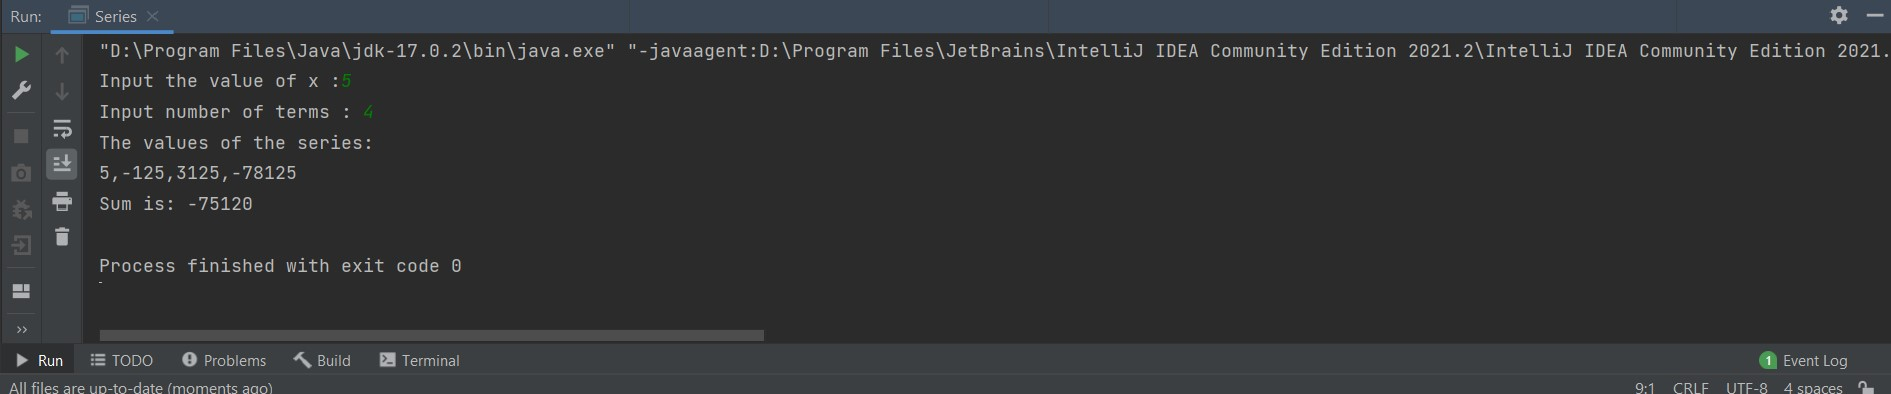 Run: Series
"D:\Program Files\Java\jdk-17.0.2\bin\java.exe" "-javaagent:D:\Program Files\JetBrains\IntelliJ IDEA Community Edition 2021.2\IntelliJ IDEA Community Edition 2021.
Input the value of x :5
Input number of terms : 4
The values of the series:
5,-125,3125,-78125
Sum is: -75120
Process finished with exit code 0
Run TODO Problems Build Terminal 1 Event Log
All files are up-to-date (moments ago) 9:1 CRLF UTF-8 4 spaces